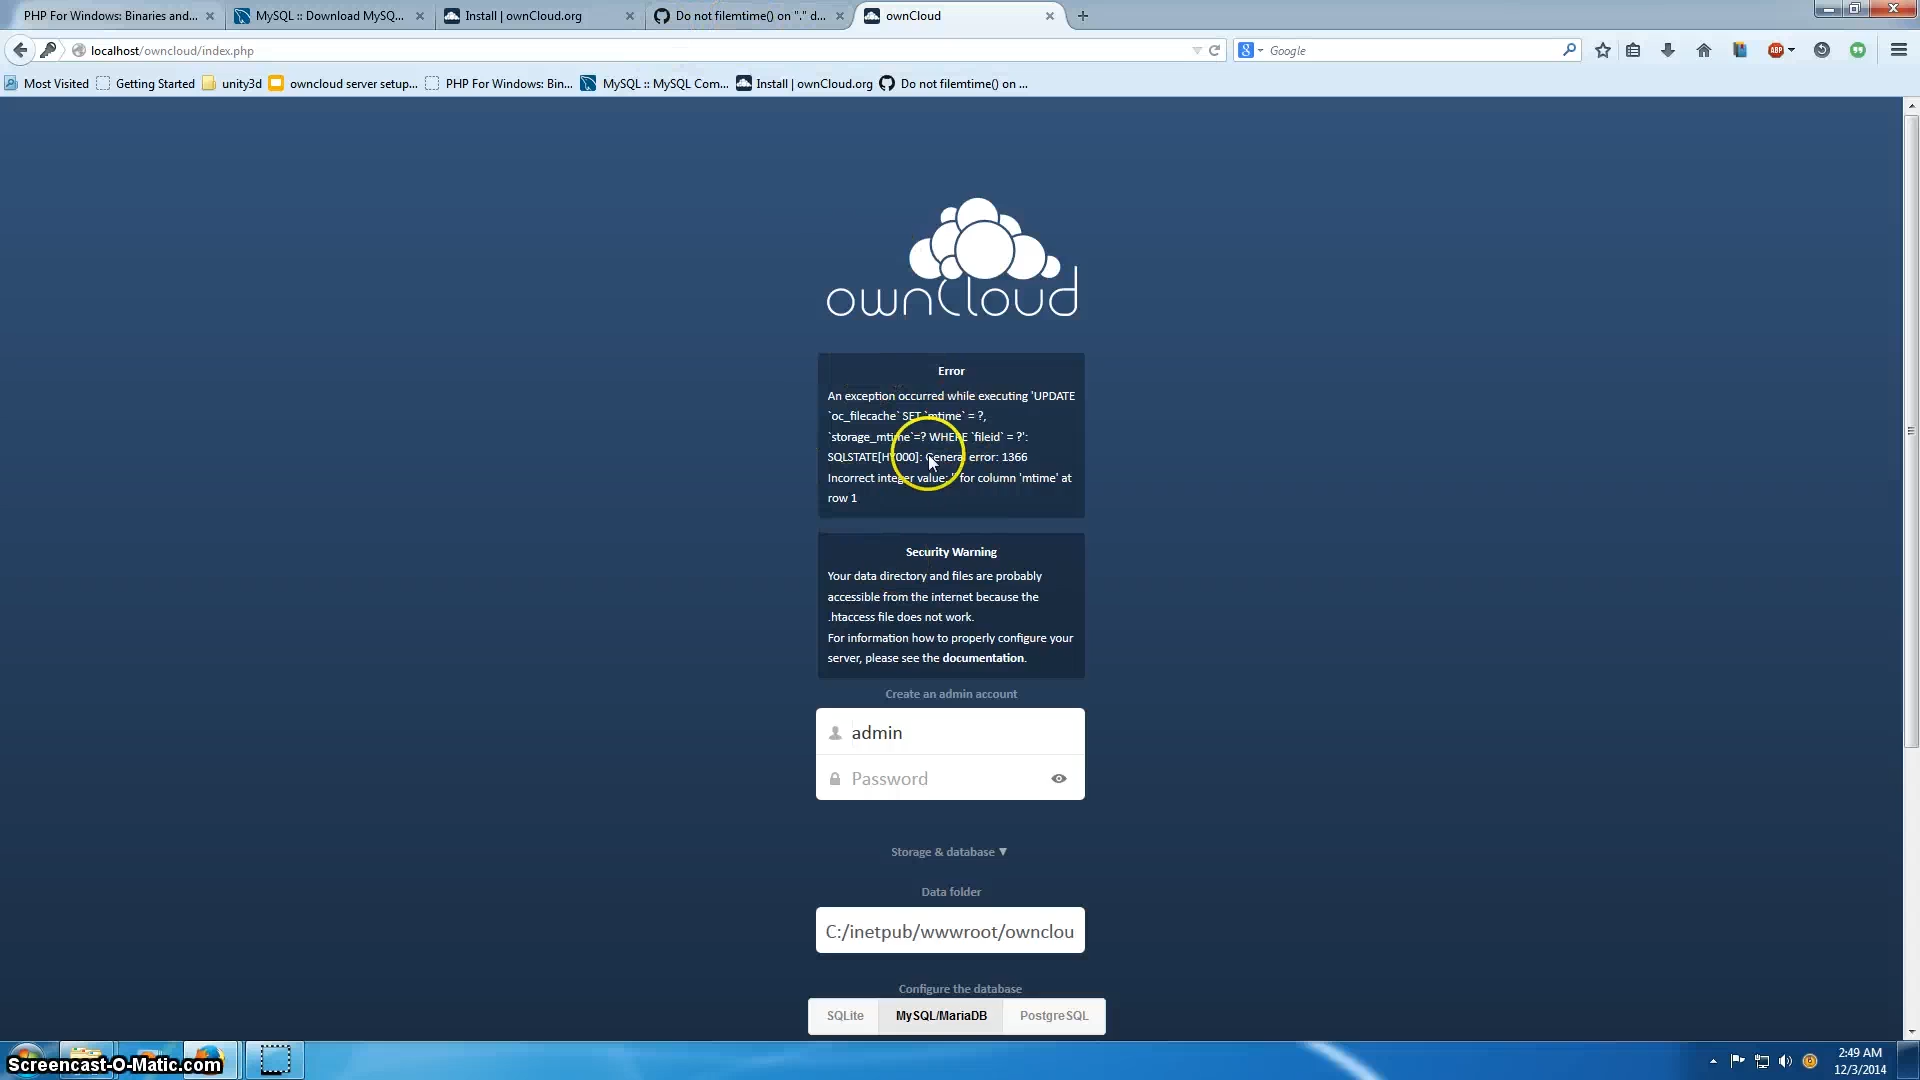 PHP For Windows: Binaries and...
MySQL :: Download MySQ...
Install | ownCloud.org
Do not filemtime() on "." d...
ownCloud
localhost/owncloud/index.php
Google
ABP
Most Visited
Getting Started
unity3d
owncloud server setup...
PHP For Windows: Bin...
MySQL :: MySQL Com...
Install | ownCloud.org
Do not filemtime() on ...
ownCloud
Error
An exception occurred while executing 'UPDATE
`oc_filecache` SET `mtime` = ?,
`storage_mtime`=? WHERE `fileid` = ?':
SQLSTATE[HY000]: General error: 1366
Incorrect integer value: '' for column 'mtime' at
row 1
Security Warning
Your data directory and files are probably
accessible from the internet because the
.htaccess file does not work.
For information how to properly configure your
server, please see the documentation.
Create an admin account
admin
Password
Storage & database ▼
Data folder
C:/inetpub/wwwroot/ownclou
Configure the database
SQLite
MySQL/MariaDB
PostgreSQL
Screencast-O-Matic.com
2:49 AM
12/3/2014